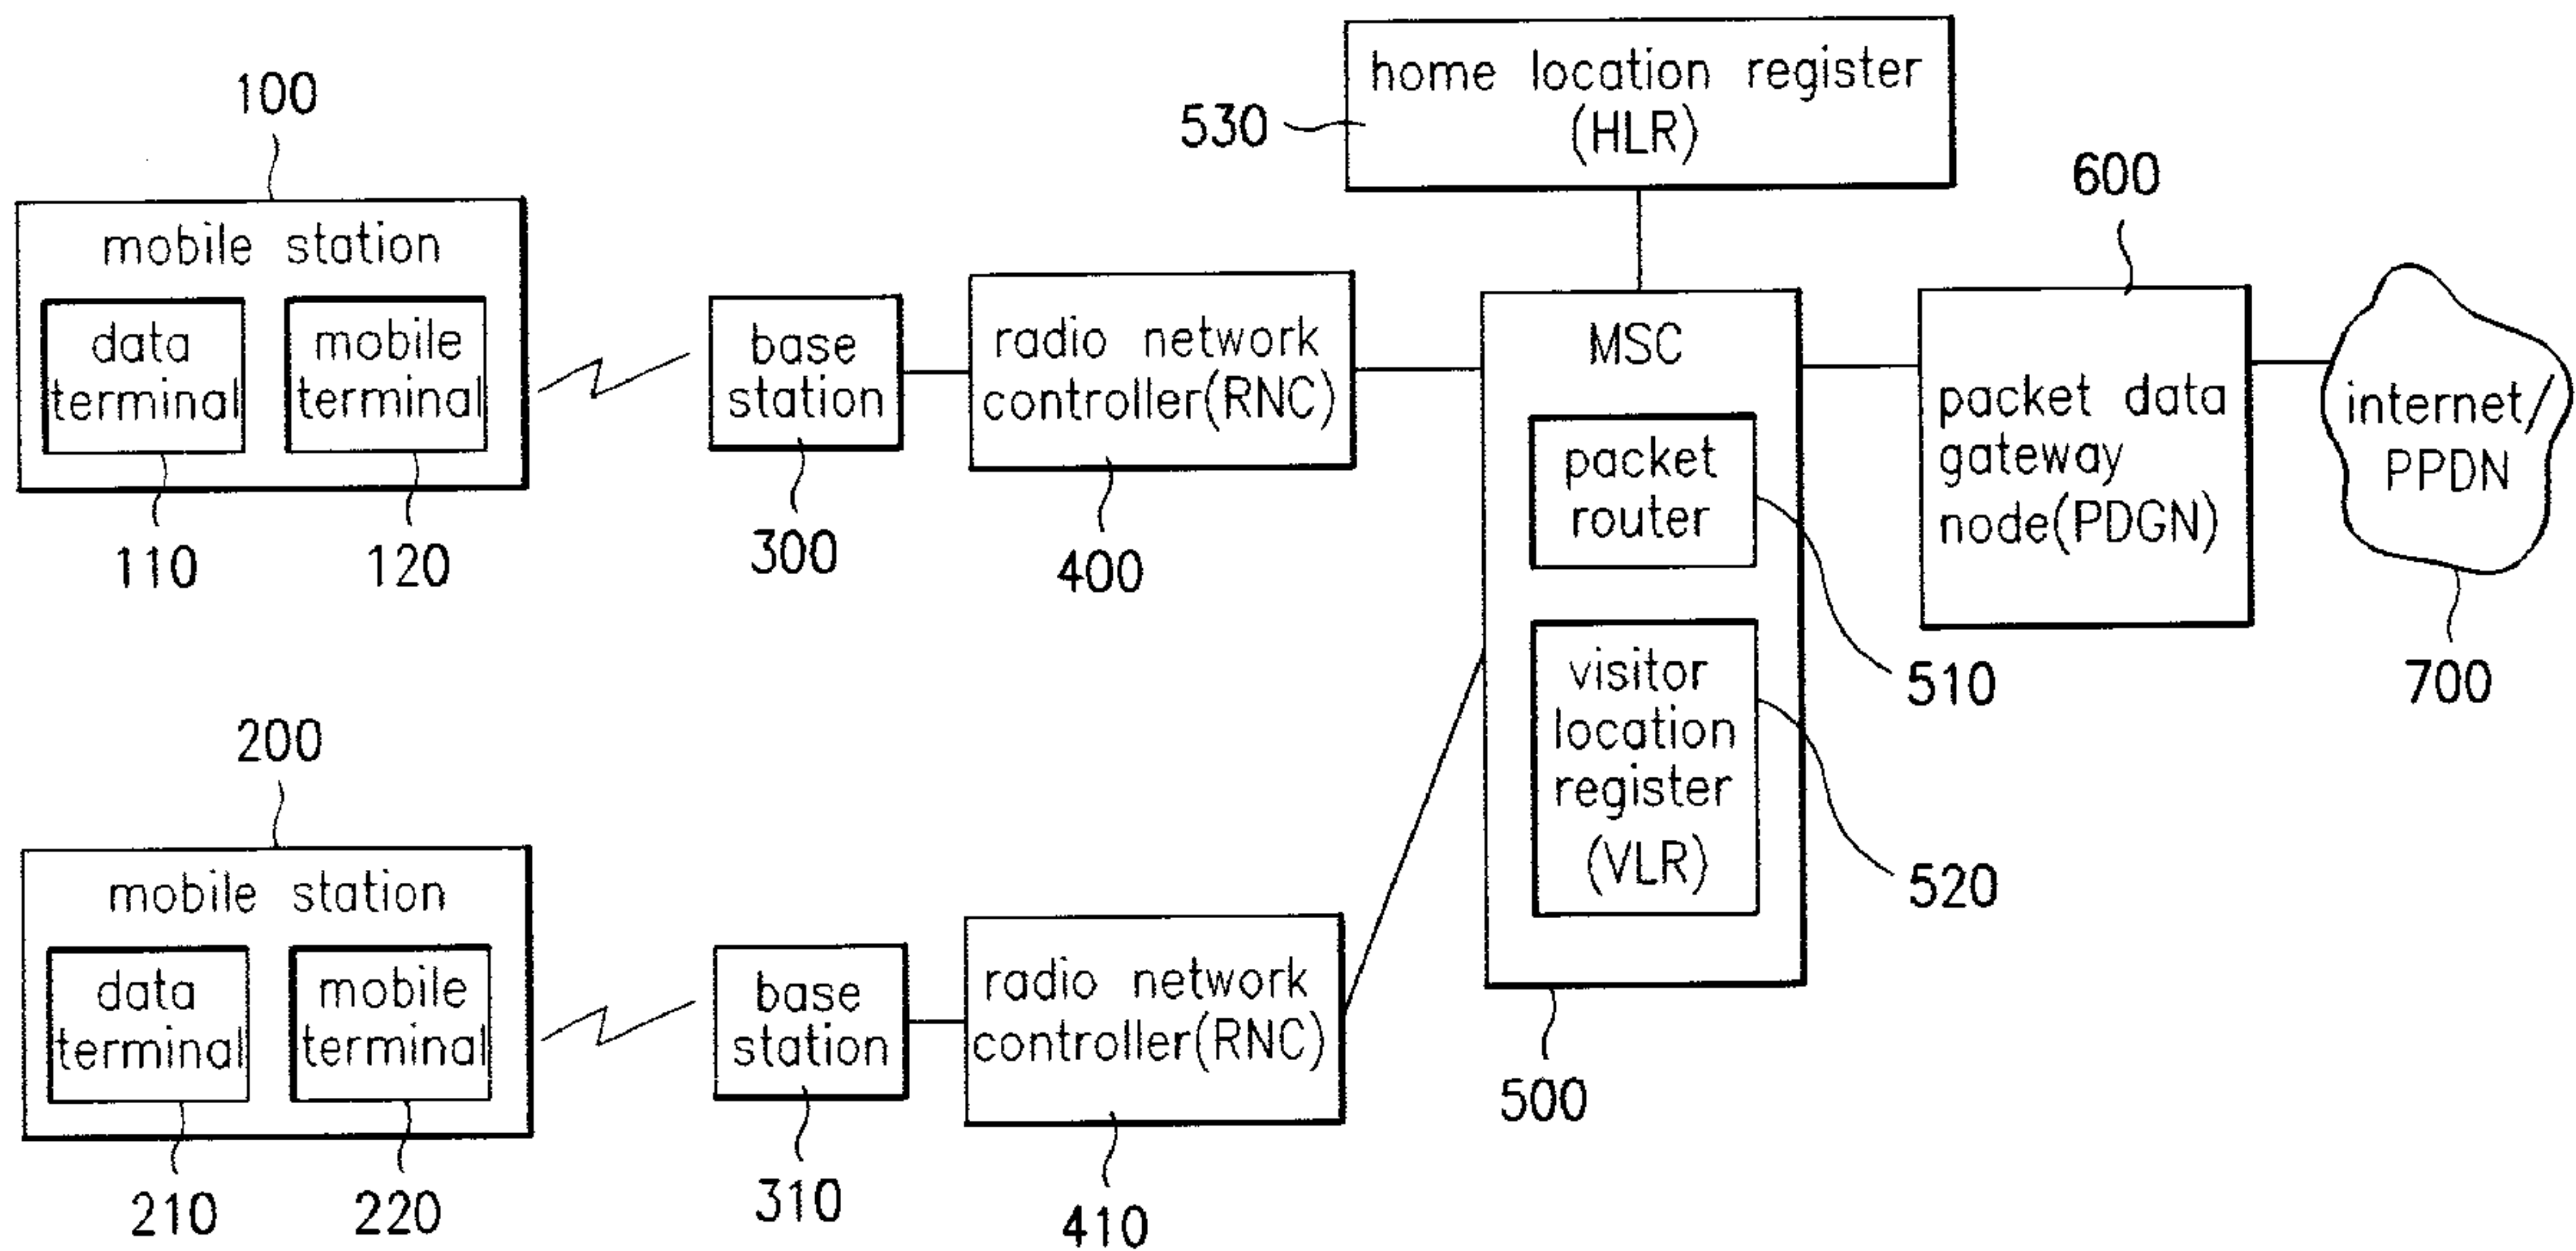 home location register
(HLR)
530
100
mobile station
data
terminal
mobile
terminal
110
120
base
station
300
radio network
controller(RNC)
400
MSC
packet
router
510
visitor
location
register
(VLR)
520
500
600
packet data
gateway
node(PDGN)
internet/
PPDN
700
200
mobile station
data
terminal
mobile
terminal
210
220
base
station
310
radio network
controller(RNC)
410